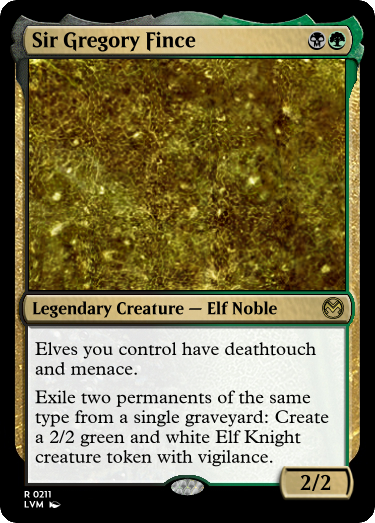 Sir Gregory Fince
Legendary Creature — Elf Noble
Elves you control have deathtouch
and menace.
Exile two permanents of the same
type from a single graveyard: Create
a 2/2 green and white Elf Knight
creature token with vigilance.
2/2
R 0211
LVM